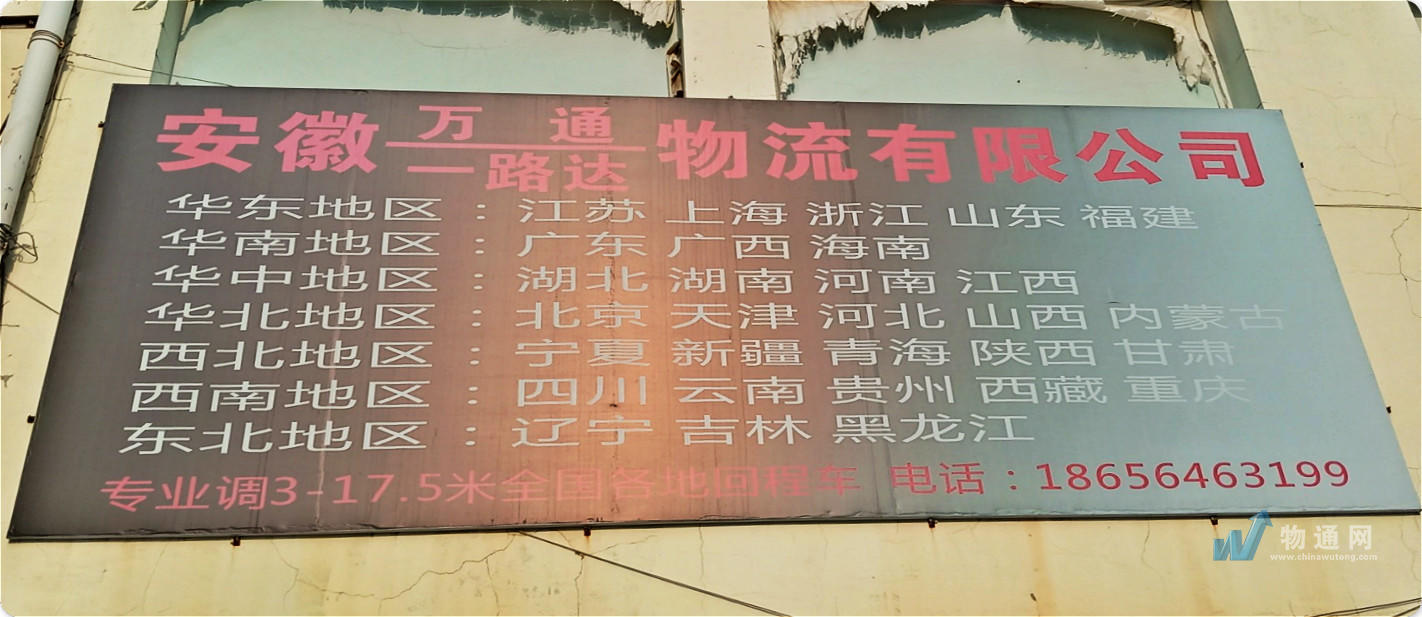 安徽万通一路达物流有限公司
华东地区：江苏 上海 浙江 山东 福建
华南地区：广东 广西 海南
华中地区：湖北 湖南 河南 江西
华北地区：北京 天津 河北 山西 内蒙古
西北地区：宁夏 新疆 青海 陕西 甘肃
西南地区：四川 云南 贵州 西藏 重庆
东北地区：辽宁 吉林 黑龙江
专业调3-17.5米全国各地回程车 电话：18656463199
物通网
www.chinawutong.com